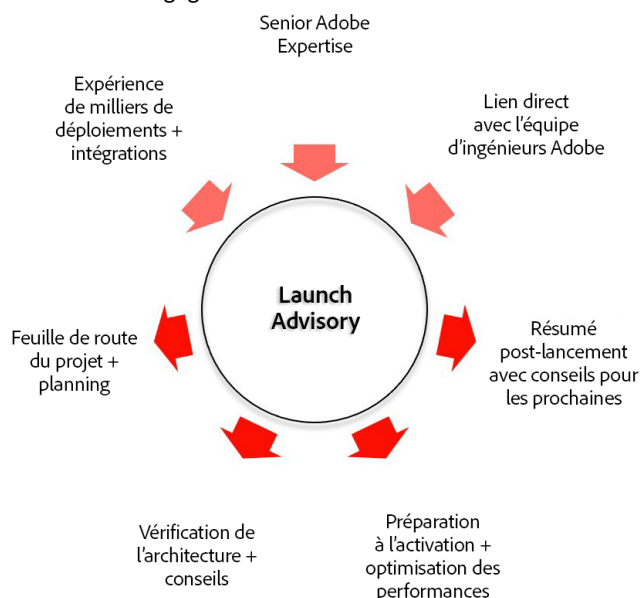 Senior Adobe
Expertise
Expérience
de milliers de
déploiements +
intégrations
Lien direct
avec l'équipe
d'ingénieurs Adobe
Launch
Advisory
Feuille de route
du projet +
planning
Résumé
post-lancement
avec conseils pour
les prochaines
Vérification de
l'architecture +
conseils
Préparation
à l'activation +
optimisation des
performances